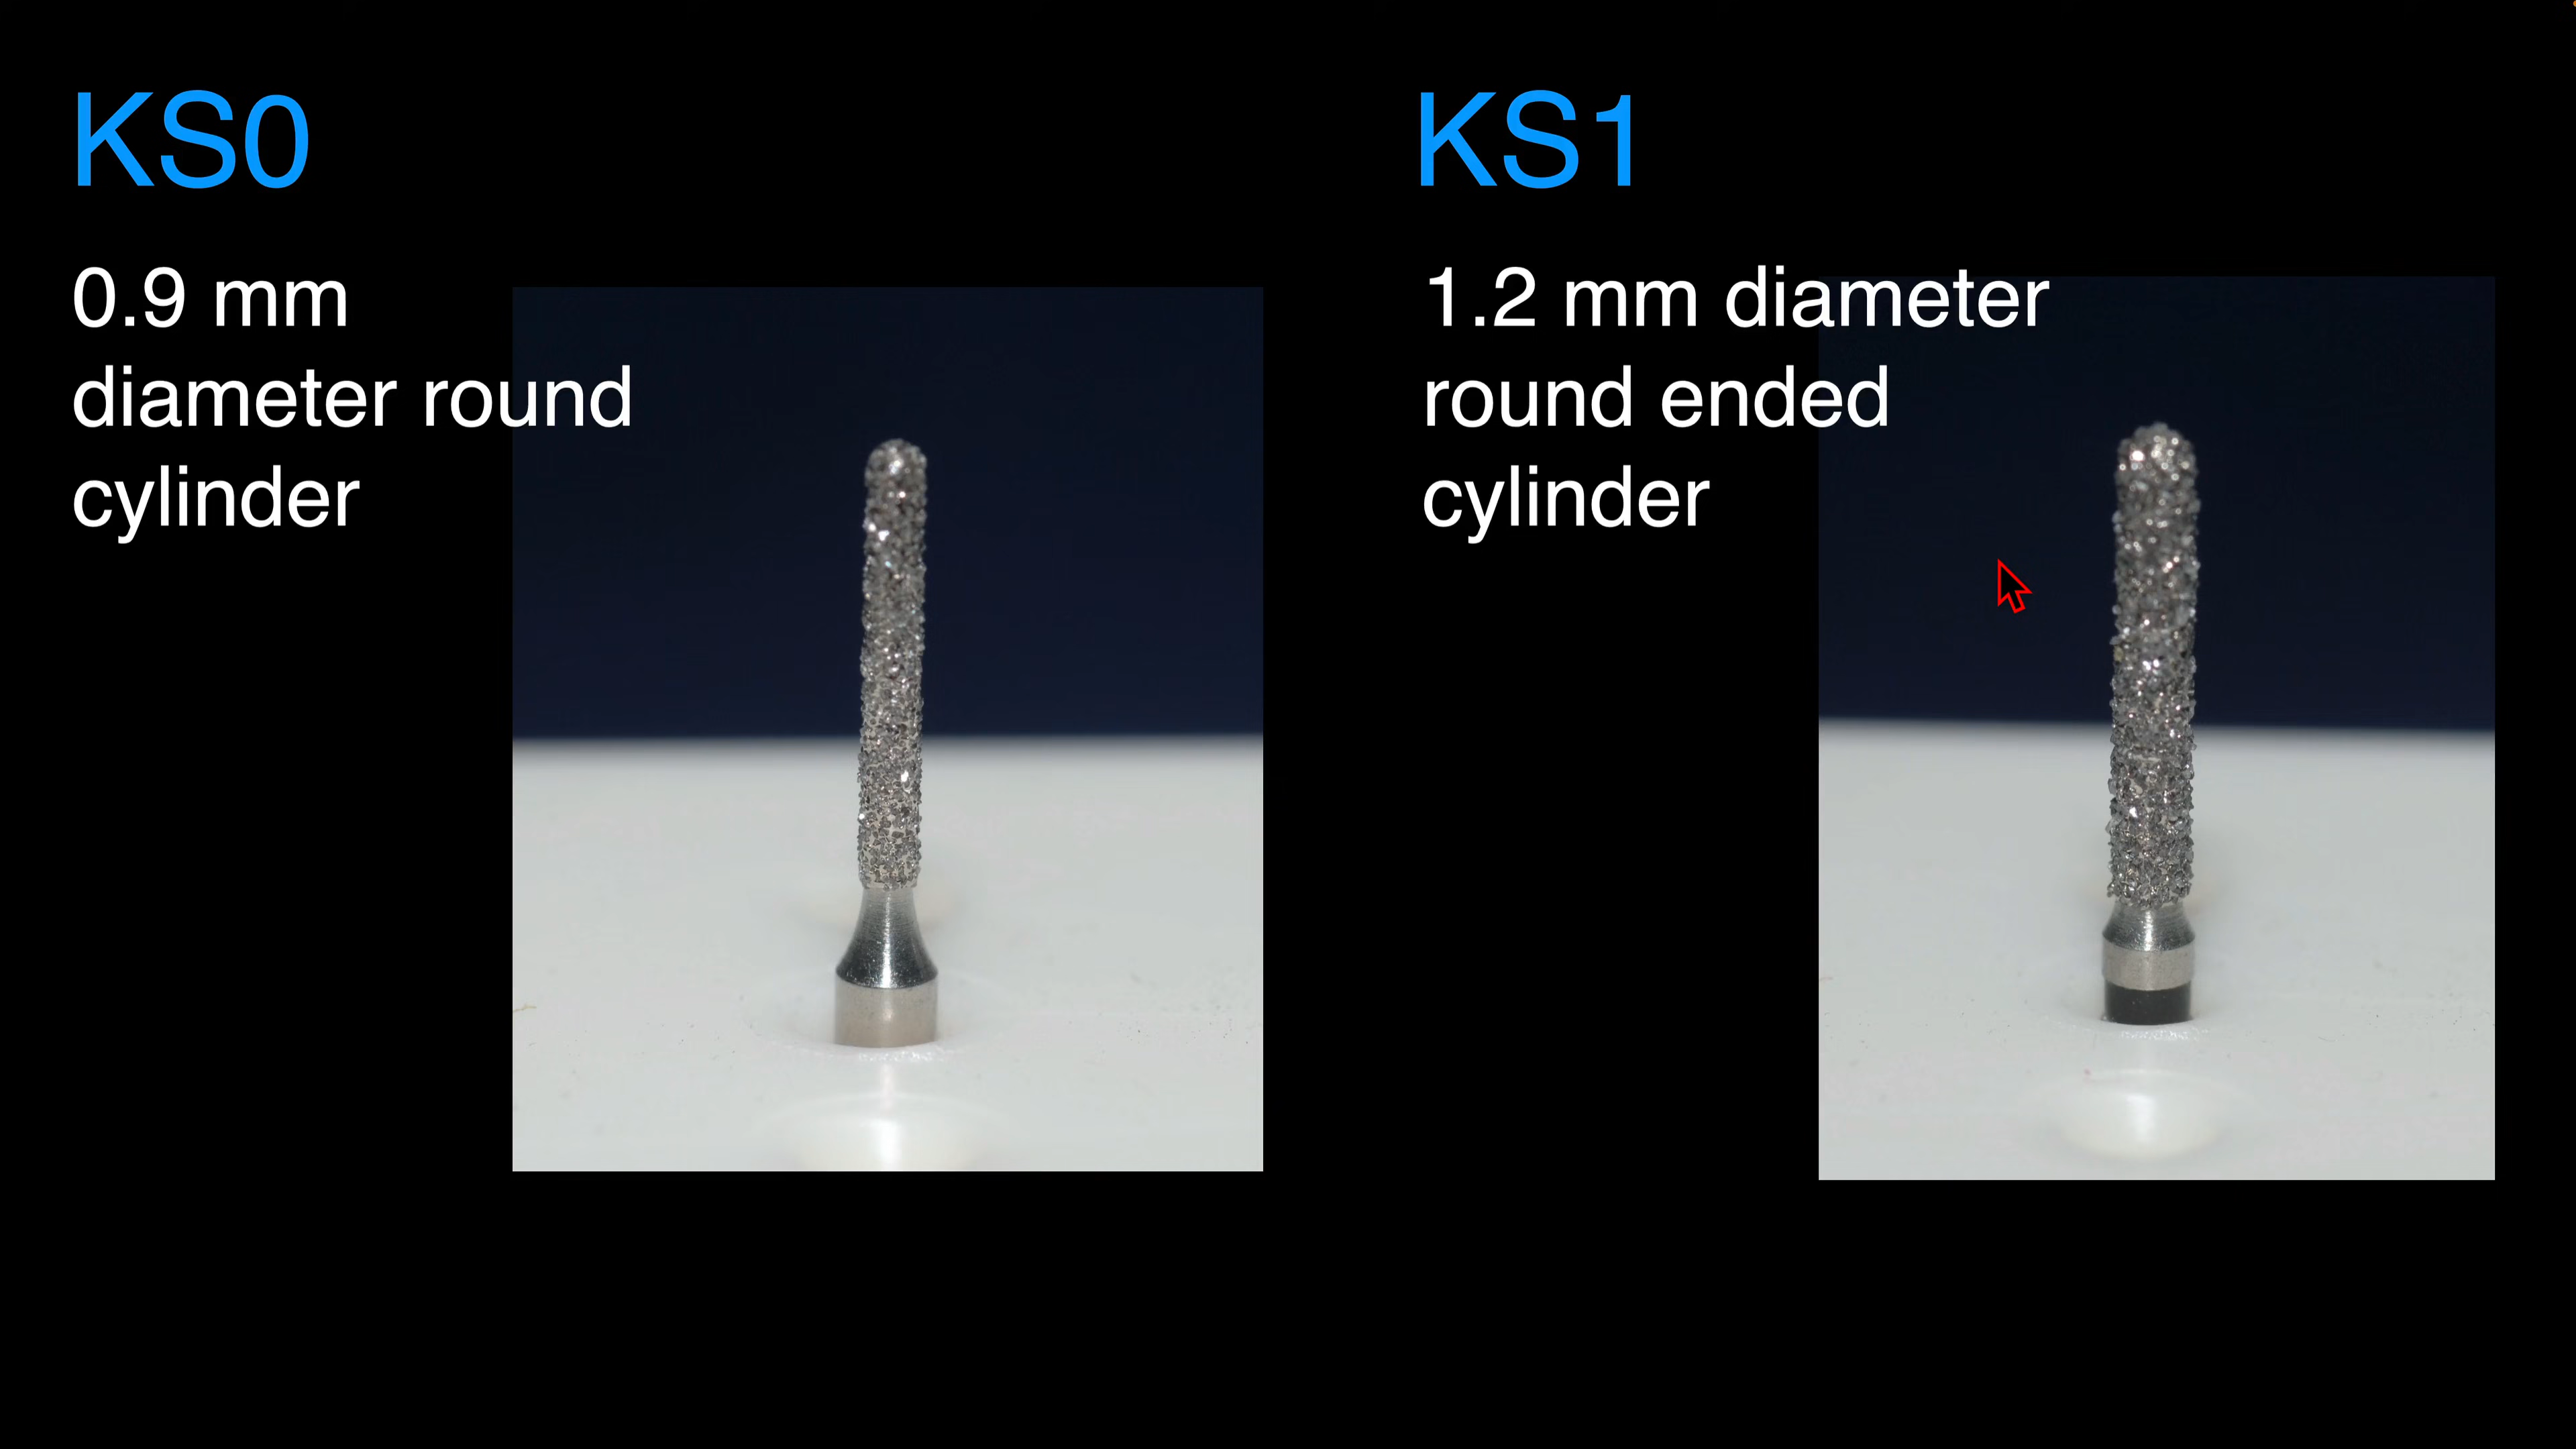 KS0
0.9 mm
diameter round
cylinder
KS1
1.2 mm diameter
round ended
cylinder